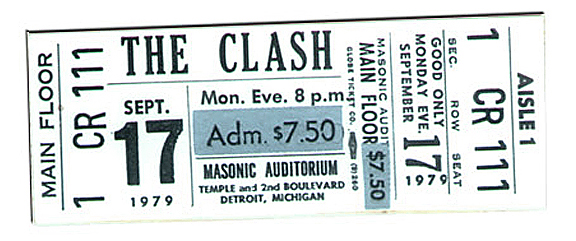 MAIN FLOOR
1 CR 111
THE CLASH
SEPT.
17
1979
Mon. Eve. 8 p.m.
Adm. $7.50
MASONIC AUDITORIUM
TEMPLE and 2nd BOULEVARD
DETROIT, MICHIGAN
GLOBE TICKET CO.
MASONIC AUDIT
MAIN FLOOR $7.50
GOOD ONLY
MONDAY EVE.
SEPTEMBER
17
1979
SEC. ROW SEAT
1 CR 111
AISLE 1